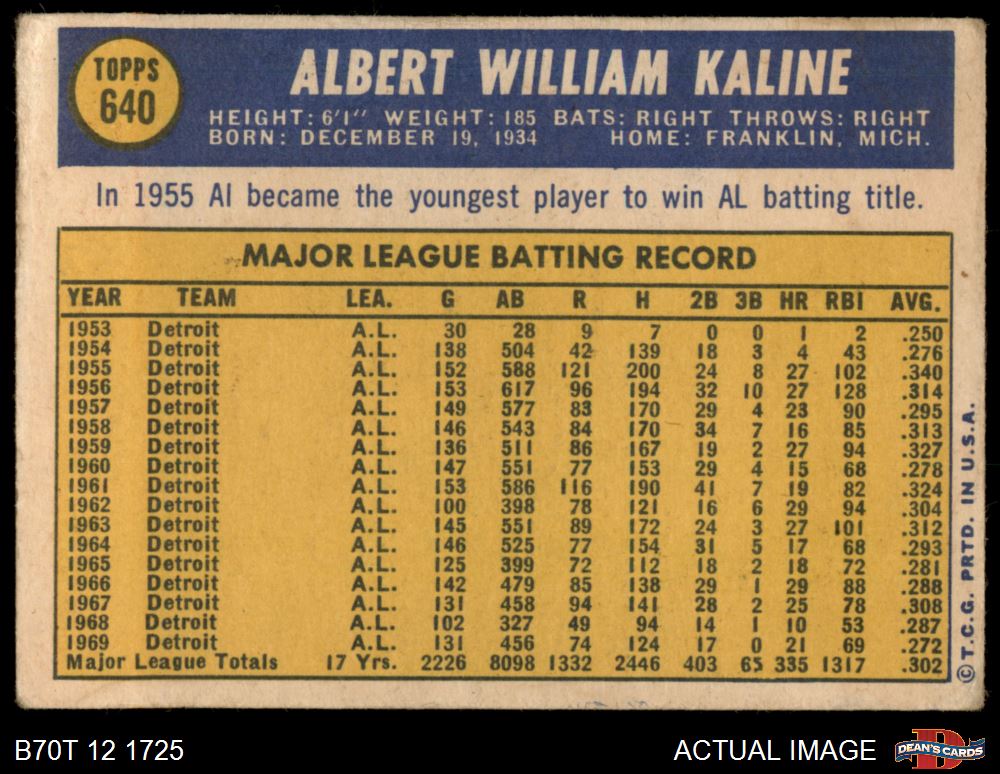 TOPPS
640
ALBERT WILLIAM KALINE
HEIGHT: 6'1" WEIGHT: 185 BATS: RIGHT THROWS: RIGHT
BORN: DECEMBER 19, 1934 HOME: FRANKLIN, MICH.
In 1955 Al became the youngest player to win AL batting title.
MAJOR LEAGUE BATTING RECORD
YEAR TEAM LEA. G AB R H 2B 3B HR RBI AVG.
1953 Detroit A.L. 30 28 9 7 0 0 1 2 .250
1954 Detroit A.L. 138 504 42 139 18 3 4 43 .276
1955 Detroit A.L. 152 588 121 200 24 8 27 102 .340
1956 Detroit A.L. 153 617 96 194 32 10 27 128 .314
1957 Detroit A.L. 149 577 83 170 29 4 23 90 .295
1958 Detroit A.L. 146 543 84 170 34 7 16 85 .313
1959 Detroit A.L. 136 511 86 167 19 2 27 94 .327
1960 Detroit A.L. 147 551 77 153 29 4 15 68 .278
1961 Detroit A.L. 153 586 116 190 41 7 19 82 .324
1962 Detroit A.L. 100 398 78 121 16 6 29 94 .304
1963 Detroit A.L. 145 551 89 172 24 3 27 101 .312
1964 Detroit A.L. 146 525 77 154 31 5 17 68 .293
1965 Detroit A.L. 125 399 72 112 18 2 18 72 .281
1966 Detroit A.L. 142 479 85 138 29 1 29 88 .288
1967 Detroit A.L. 131 458 94 141 28 2 25 78 .308
1968 Detroit A.L. 102 327 49 94 14 1 10 53 .287
1969 Detroit A.L. 131 456 74 124 17 0 21 69 .272
Major League Totals 17 Yrs. 2226 8098 1332 2446 403 65 335 1317 .302
© T.C.G. PRTD. IN U.S.A.
B70T 12 1725
ACTUAL IMAGE
DEAN'S CARDS